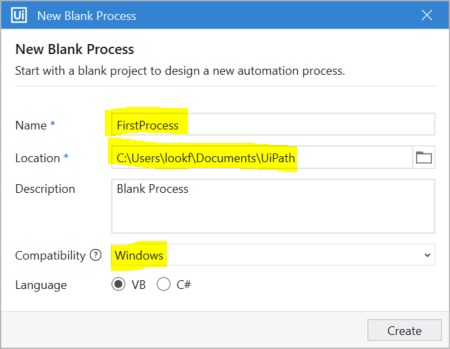 Ui New Blank Process
New Blank Process
Start with a blank project to design a new automation process.
Name * FirstProcess
Location * C:\Users\lookf\Documents\UiPath
Description Blank Process
Compatibility ? Windows
Language VB C#
Create